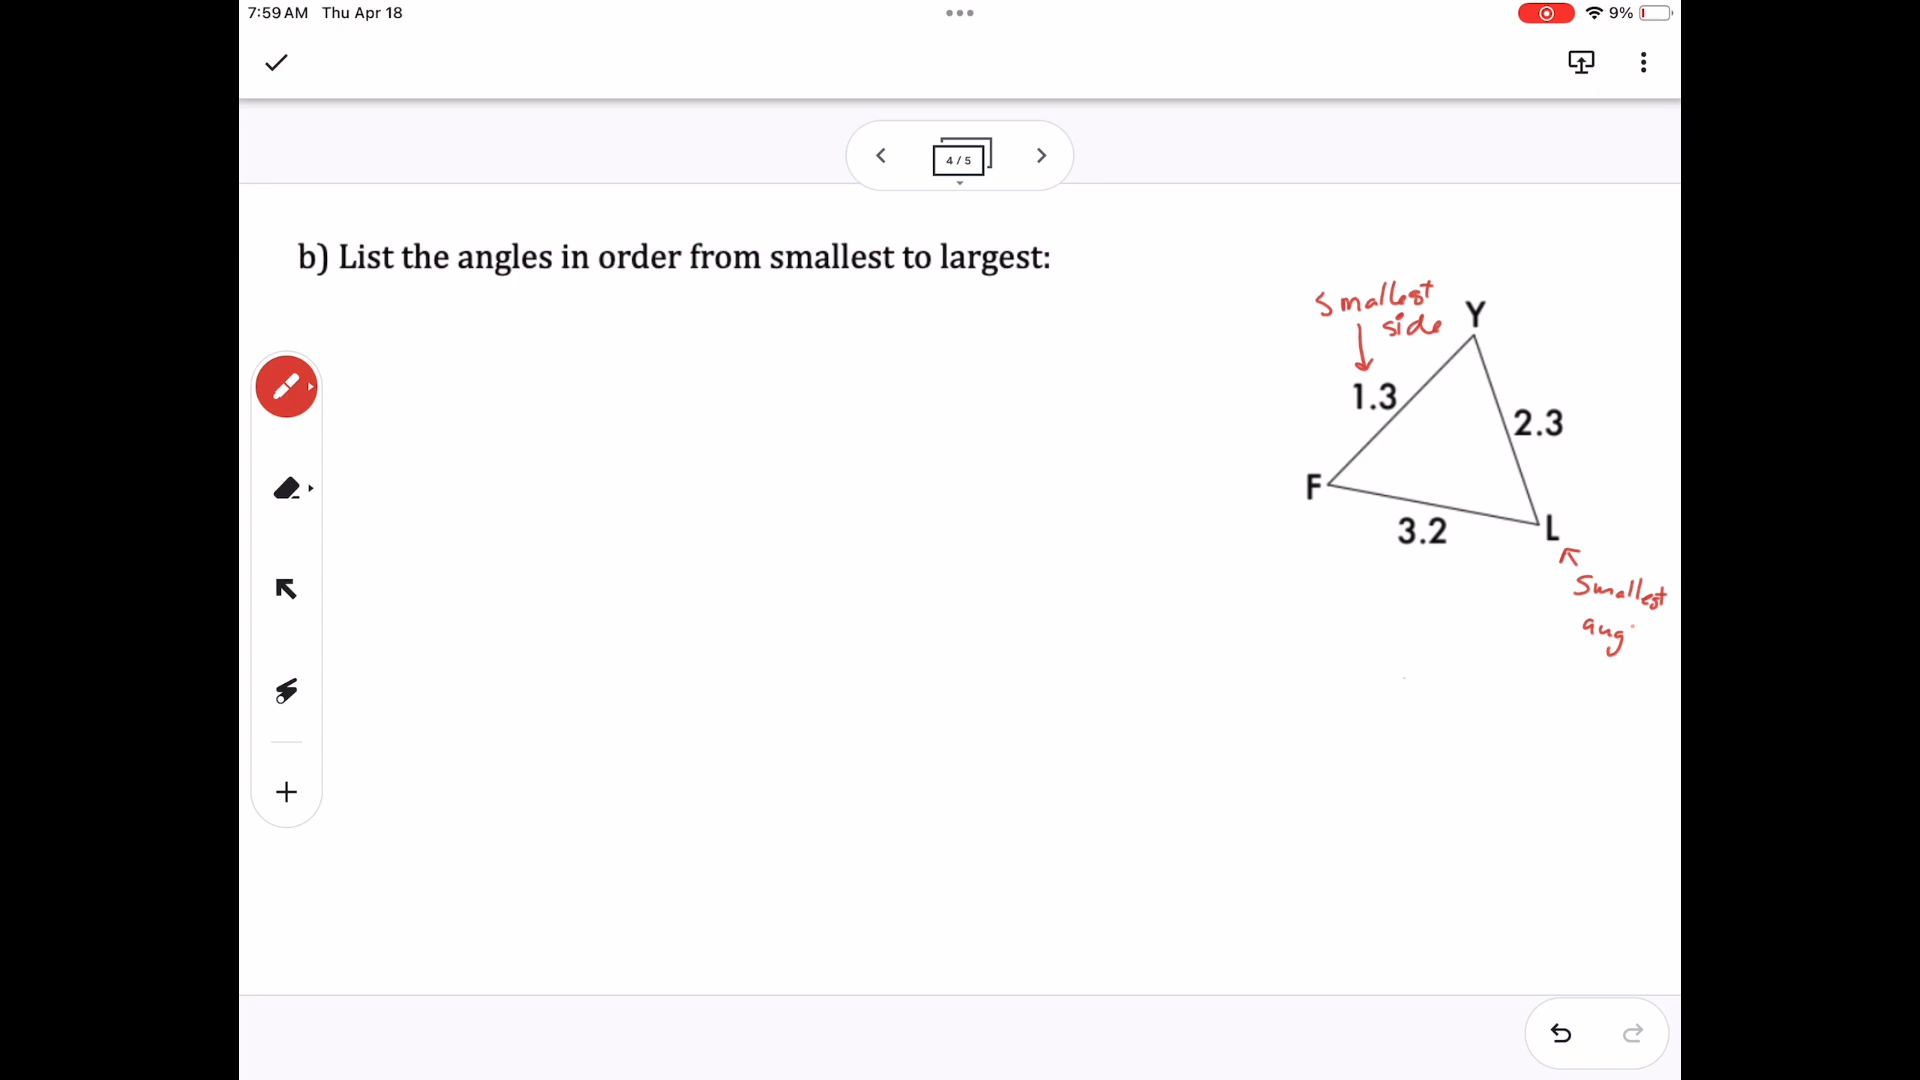 7:59 AM Thu Apr 18
9%
4 / 5
b) List the angles in order from smallest to largest:
Smallest
side
Y
1.3
2.3
F
3.2
L
Smallest
ang